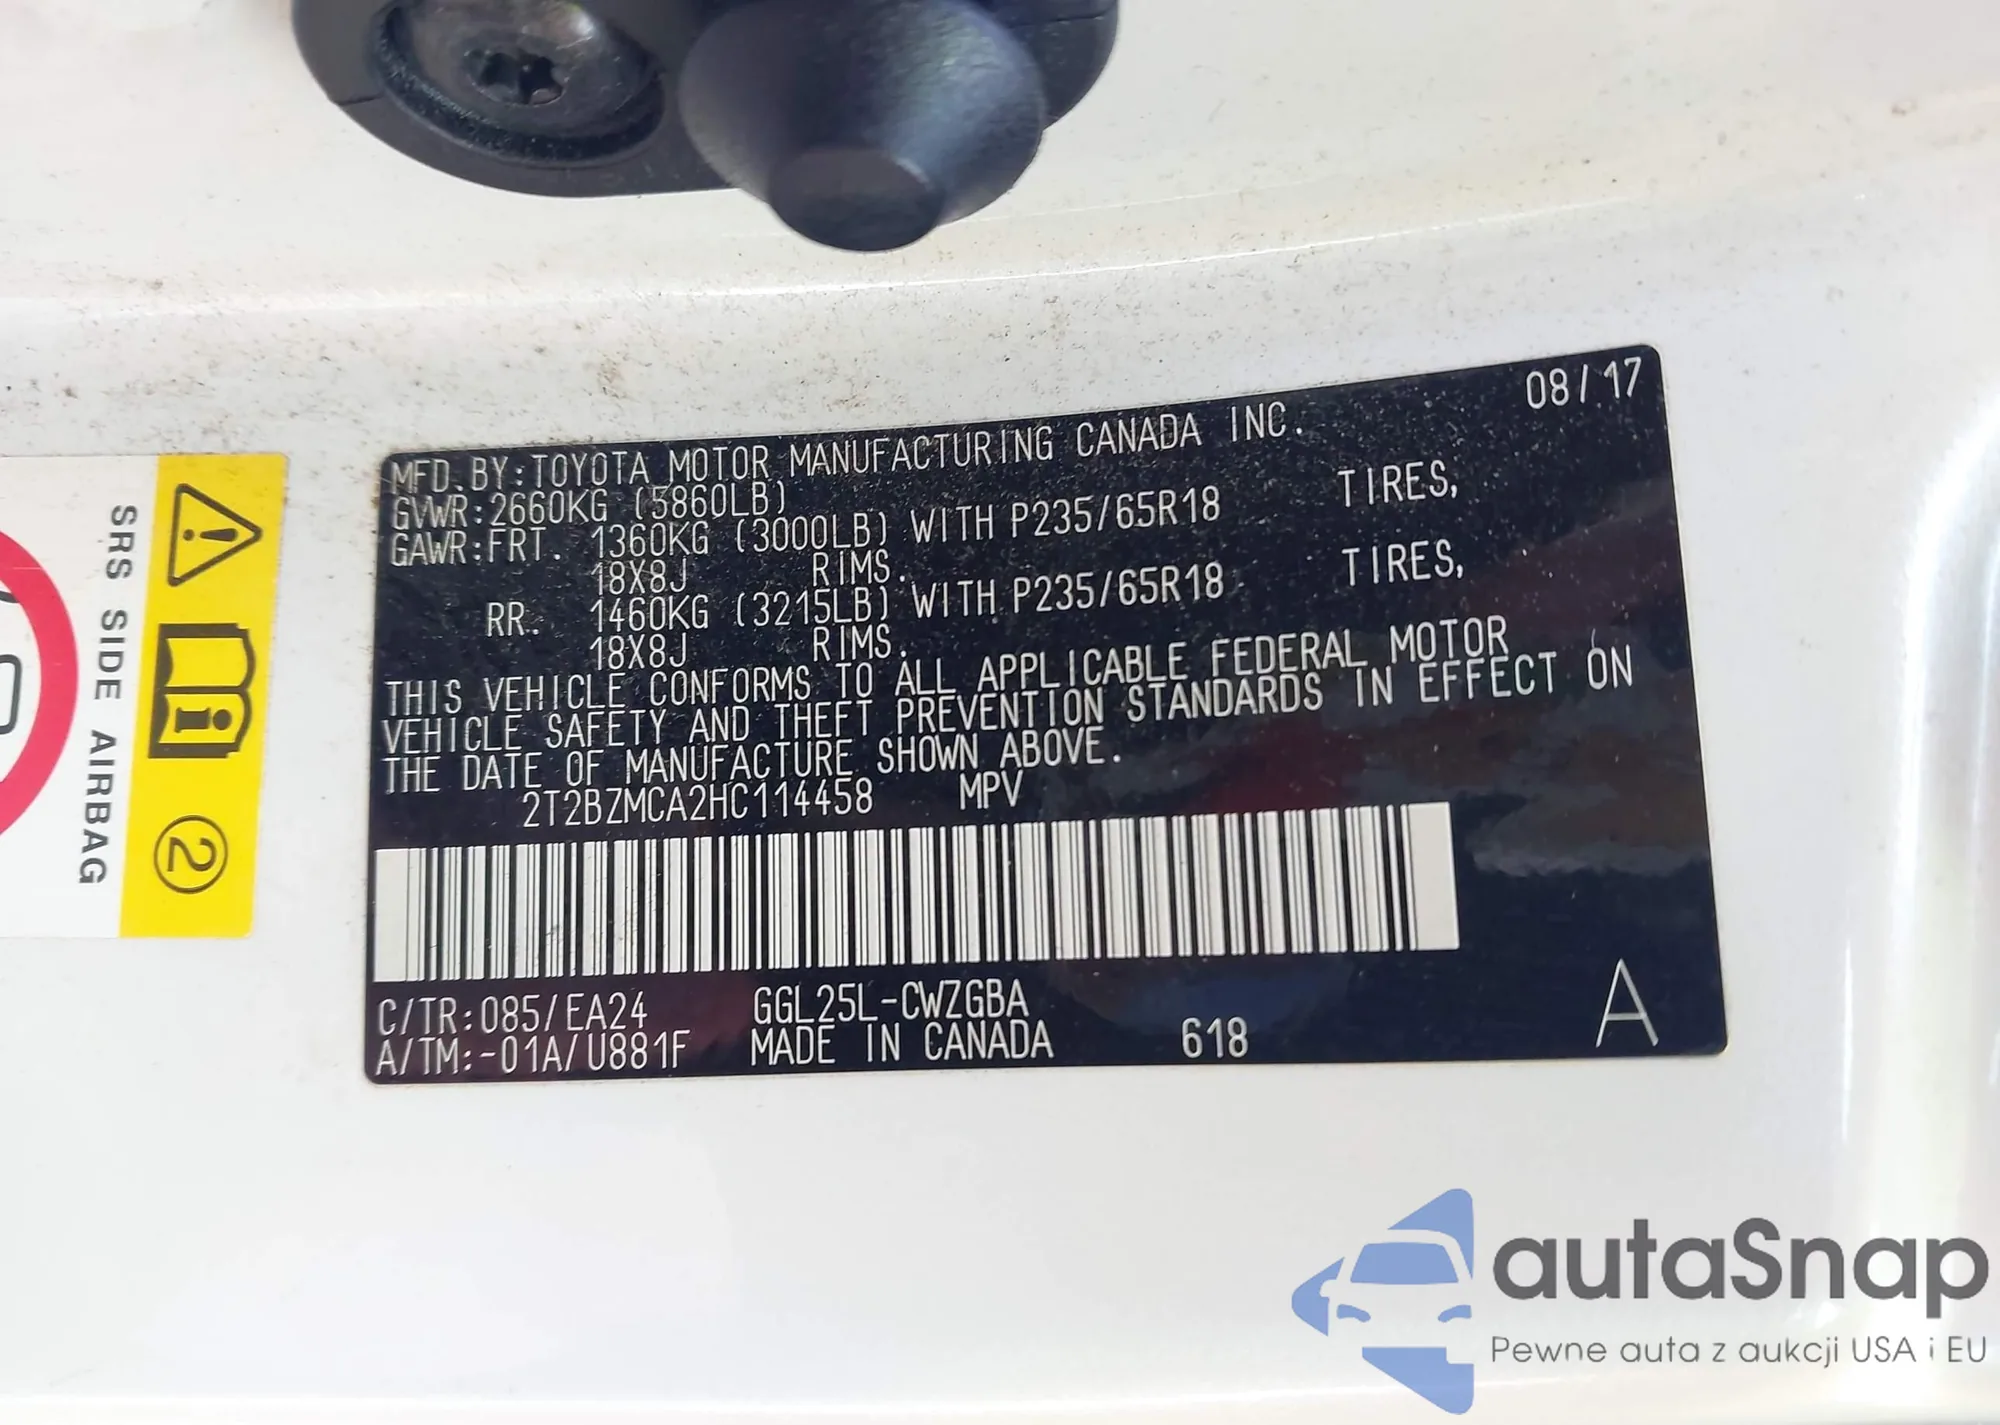 08/17
MFD.BY:TOYOTA MOTOR MANUFACTURING CANADA INC.
GVWR:2660KG (5860LB)
GAWR:FRT. 1360KG (3000LB) WITH P235/65R18 TIRES,
18X8J RIMS.
RR. 1460KG (3215LB) WITH P235/65R18 TIRES,
18X8J RIMS.
THIS VEHICLE CONFORMS TO ALL APPLICABLE FEDERAL MOTOR
VEHICLE SAFETY AND THEFT PREVENTION STANDARDS IN EFFECT ON
THE DATE OF MANUFACTURE SHOWN ABOVE.
2T2BZMCA2HC114458 MPV
C/TR:085/EA24 GGL25L-CWZGBA
A/TM:-01A/U881F MADE IN CANADA 618 A
SRS SIDE AIRBAG
2
autaSnap
Pewne auta z aukcji USA i EU